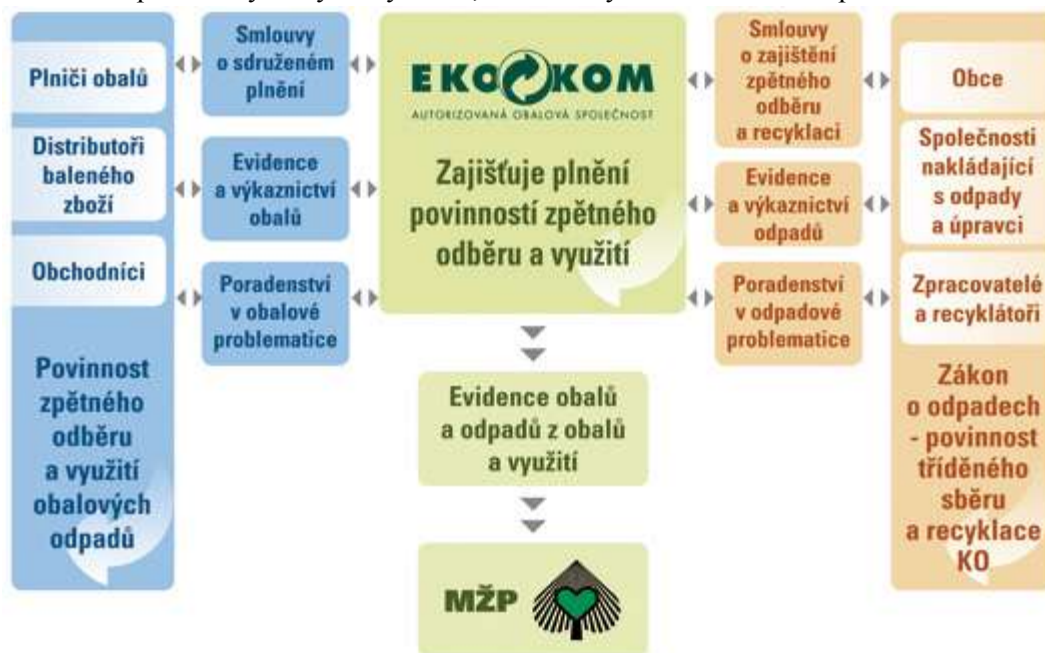 Plniči obalů
Distributoři
baleného
zboží
Obchodníci
Povinnost
zpětného
odběru
a využití
obalových
odpadů
Smlouvy
o sdruženém
plnění
Evidence
a výkaznictví
obalů
Poradenství
v obalové
problematice
EKO KOM
AUTORIZOVANÁ OBALOVÁ SPOLEČNOST
Zajišťuje plnění
povinností zpětného
odběru a využití
Evidence obalů
a odpadů z obalů
a využití
MŽP
Smlouvy
o zajištění
zpětného
odběru
a recyklaci
Evidence
a výkaznictví
odpadů
Poradenství
v odpadové
problematice
Obce
Společnosti
nakládající
s odpady
a úpravci
Zpracovatelé
a recyklátoři
Zákon
o odpadech
- povinnost
tříděného
sběru
a recyklace
KO